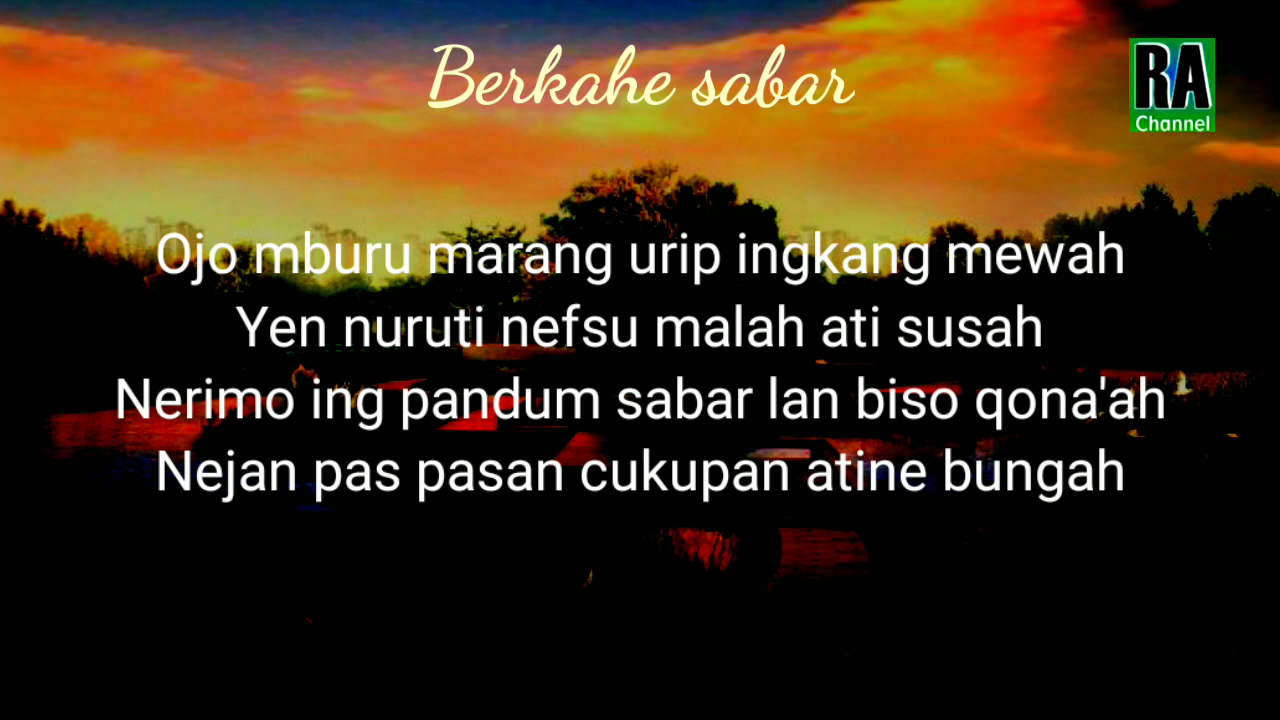 Berkahe sabar
RA
Channel
Ojo mburu marang urip ingkang mewah
Yen nuruti nefsu malah ati susah
Nerimo ing pandum sabar lan biso qona'ah
Nejan pas pasan cukupan atine bungah